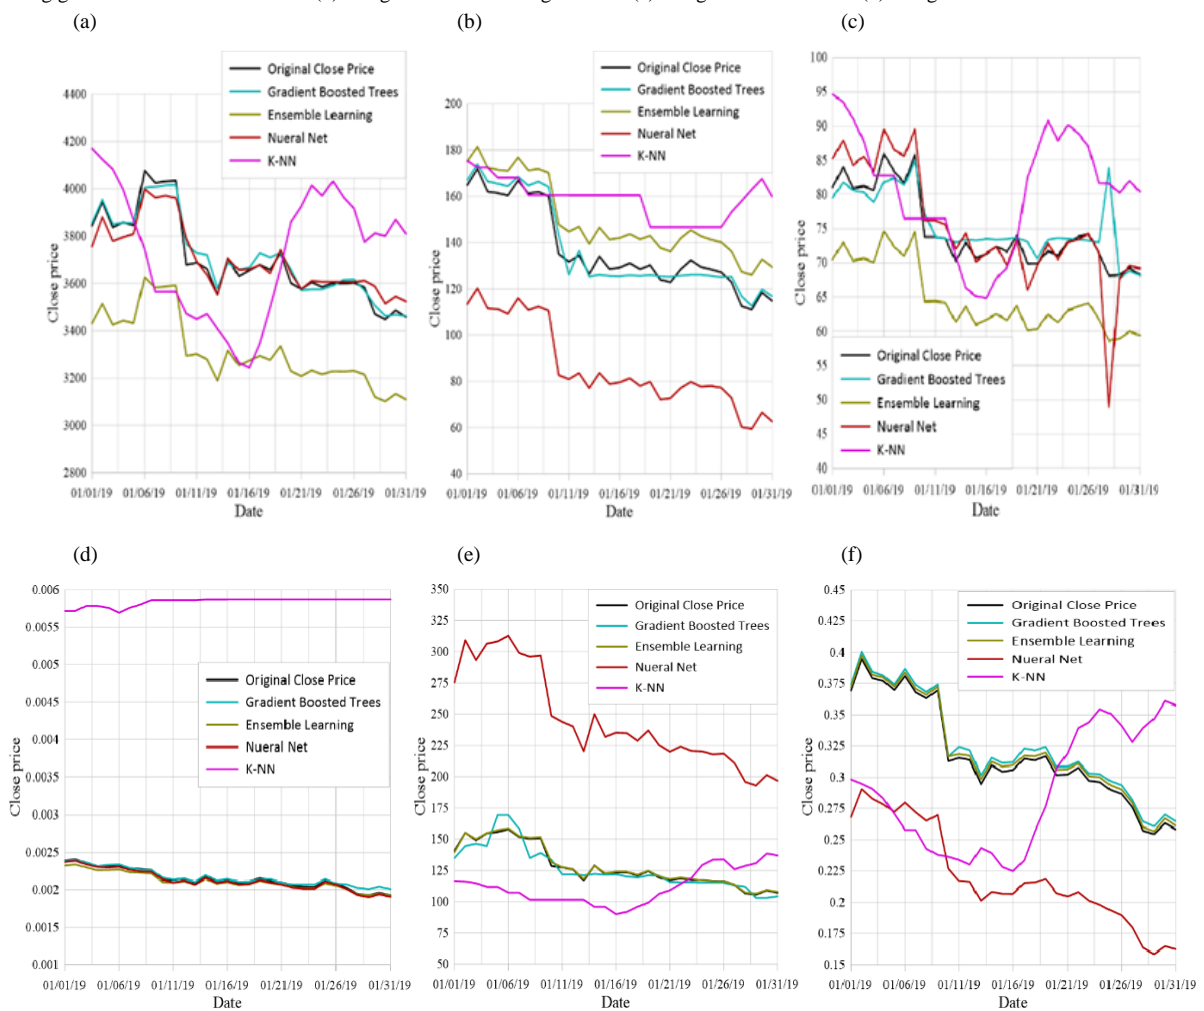 (a) (b) (c)
Original Close Price
Gradient Boosted Trees
Ensemble Learning
Nueral Net
K-NN
4400
4200
4000
3800
3600
3400
3200
3000
2800
Close price
01/01/19 01/06/19 01/11/19 01/16/19 01/21/19 01/26/19 01/31/19
Date
Original Close Price
Gradient Boosted Trees
Ensemble Learning
Nueral Net
K-NN
200
180
160
140
120
100
80
60
40
Close price
01/01/19 01/06/19 01/11/19 01/16/19 01/21/19 01/26/19 01/31/19
Date
100
95
90
85
80
75
70
65
60
55
50
45
40
Close price
Original Close Price
Gradient Boosted Trees
Ensemble Learning
Nueral Net
K-NN
01/01/19 01/06/19 01/11/19 01/16/19 01/21/19 01/26/19 01/31/19
Date
(d) (e) (f)
0.006
0.0055
0.005
0.0045
0.004
0.0035
0.003
0.0025
0.002
0.0015
0.001
Close price
Original Close Price
Gradient Boosted Trees
Ensemble Learning
Nueral Net
K-NN
01/01/19 01/06/19 01/11/19 01/16/19 01/21/19 01/26/19 01/31/19
Date
350
325
300
275
250
225
200
175
150
125
100
75
50
Close price
Original Close Price
Gradient Boosted Trees
Ensemble Learning
Nueral Net
K-NN
01/01/19 01/06/19 01/11/19 01/16/19 01/21/19 01/26/19 01/31/19
Date
0.45
0.4
0.375
0.35
0.325
0.3
0.275
0.25
0.225
0.2
0.175
0.15
Close price
Original Close Price
Gradient Boosted Trees
Ensemble Learning
Nueral Net
K-NN
01/01/19 01/06/19 01/11/19 01/16/19 01/21/19 01/26/19 01/31/19
Date